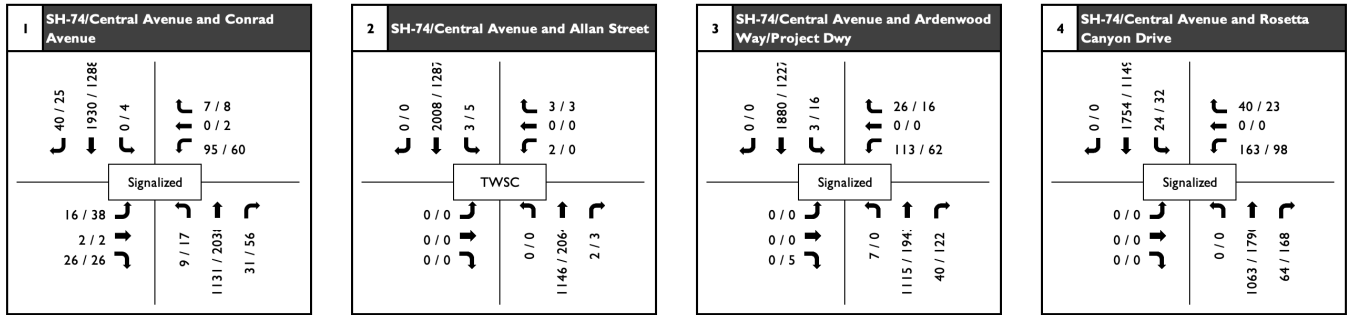 1
SH-74/Central Avenue and Conrad
Avenue
40 / 25
1930 / 1288
0 / 4
7 / 8
0 / 2
95 / 60
Signalized
16 / 38
2 / 2
26 / 26
9 / 17
1131 /
31 / 56
2
SH-74/Central Avenue and Allan Street
0 / 0
2008 / 1287
3 / 5
3 / 3
0 / 0
2 / 0
TWSC
0 / 0
0 / 0
0 / 0
0 / 0
1146 /
2 / 3
3
SH-74/Central Avenue and Ardenwood
Way/Project Dwy
0 / 0
1880 / 1227
3 / 16
26 / 16
0 / 0
113 / 62
Signalized
0 / 0
0 / 0
0 / 5
7 / 0
1115 /
40 / 122
4
SH-74/Central Avenue and Rosetta
Canyon Drive
0 / 0
1754 / 1149
24 / 32
40 / 23
0 / 0
163 / 98
Signalized
0 / 0
0 / 0
0 / 0
0 / 0
1063 /
64 / 168